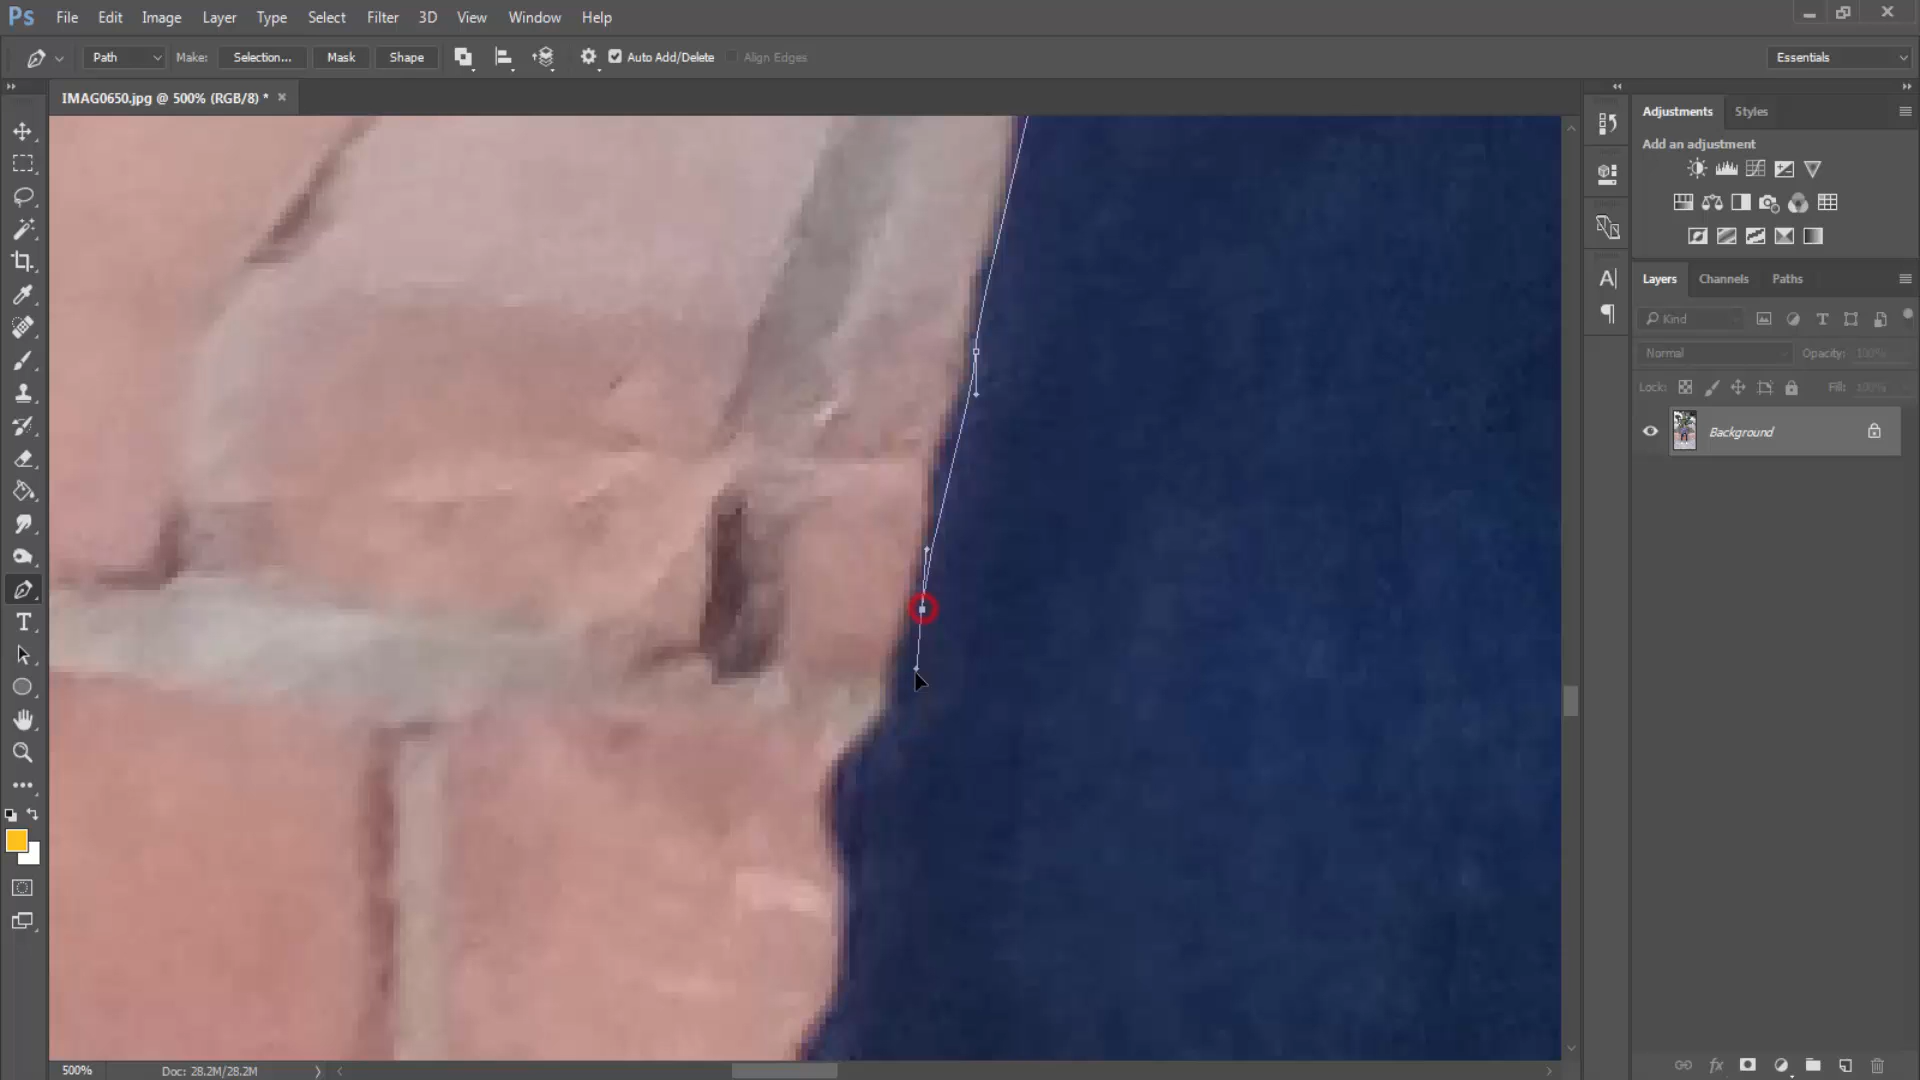 Ps File Edit Image Layer Type Select Filter 3D View Window Help
Path Make: Selection... Mask Shape Auto Add/Delete Align Edges Essentials
IMAG0650.jpg @ 500% (RGB/8) * ×
Adjustments Styles
Add an adjustment
Layers Channels Paths
Kind
Normal Opacity: 100%
Lock: Fill: 100%
Background
500% Doc: 28.2M/28.2M